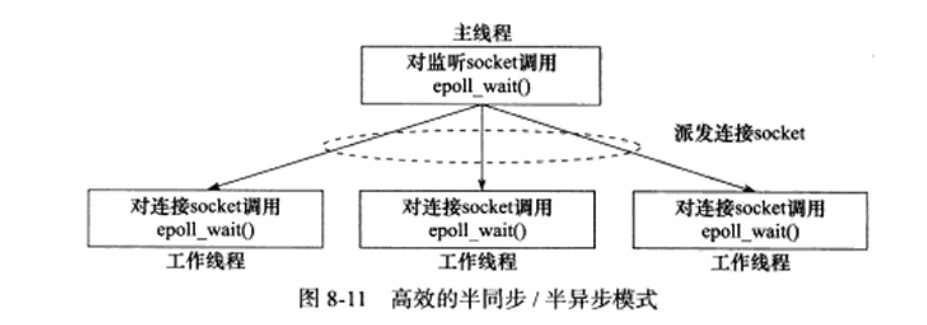 主线程
对监听socket调用
epoll_wait()
派发连接socket
对连接socket调用
epoll_wait()
工作线程
对连接socket调用
epoll_wait()
工作线程
对连接socket调用
epoll_wait()
工作线程
图 8-11 高效的半同步/半异步模式